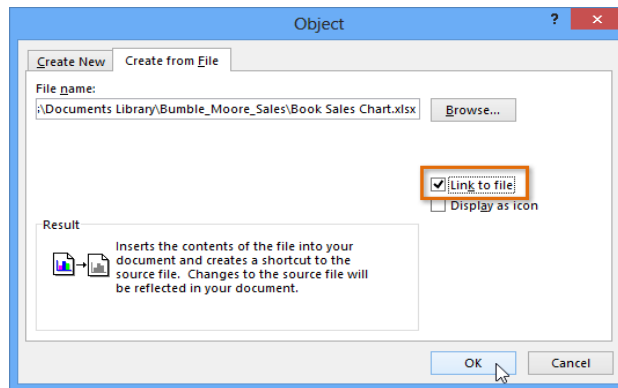 Object
?
Create New
Create from File
File name:
:\Documents Library\Bumble_Moore_Sales\Book Sales Chart.xlsx
Browse...
Link to file
Display as icon
Result
Inserts the contents of the file into your
document and creates a shortcut to the
source file.  Changes to the source file will
be reflected in your document.
OK
Cancel